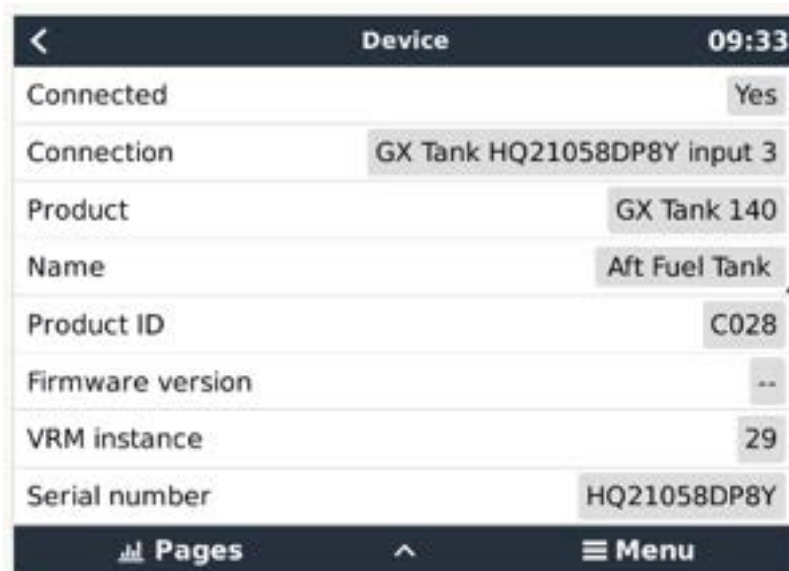 Device 09:33
Connected Yes
Connection GX Tank HQ21058DP8Y input 3
Product GX Tank 140
Name Aft Fuel Tank
Product ID C028
Firmware version --
VRM instance 29
Serial number HQ21058DP8Y
Pages Menu